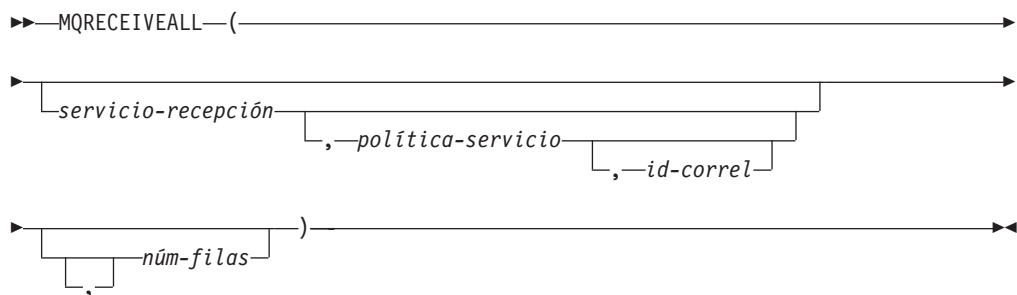 MQRECEIVEALL (
servicio-recepción
, política-servicio
, id-correl
)
núm-filas
,